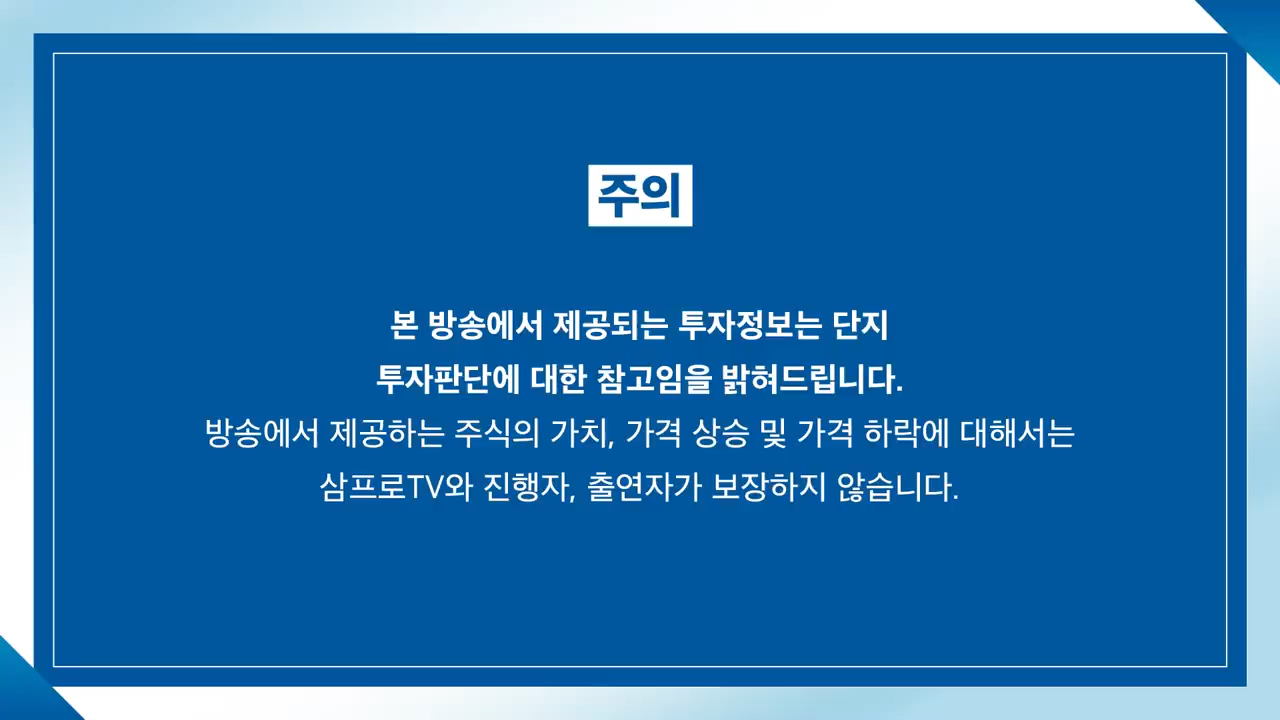 주의
본 방송에서 제공되는 투자정보는 단지
투자판단에 대한 참고임을 밝혀드립니다.
방송에서 제공하는 주식의 가치, 가격 상승 및 가격 하락에 대해서는
삼프로TV와 진행자, 출연자가 보장하지 않습니다.